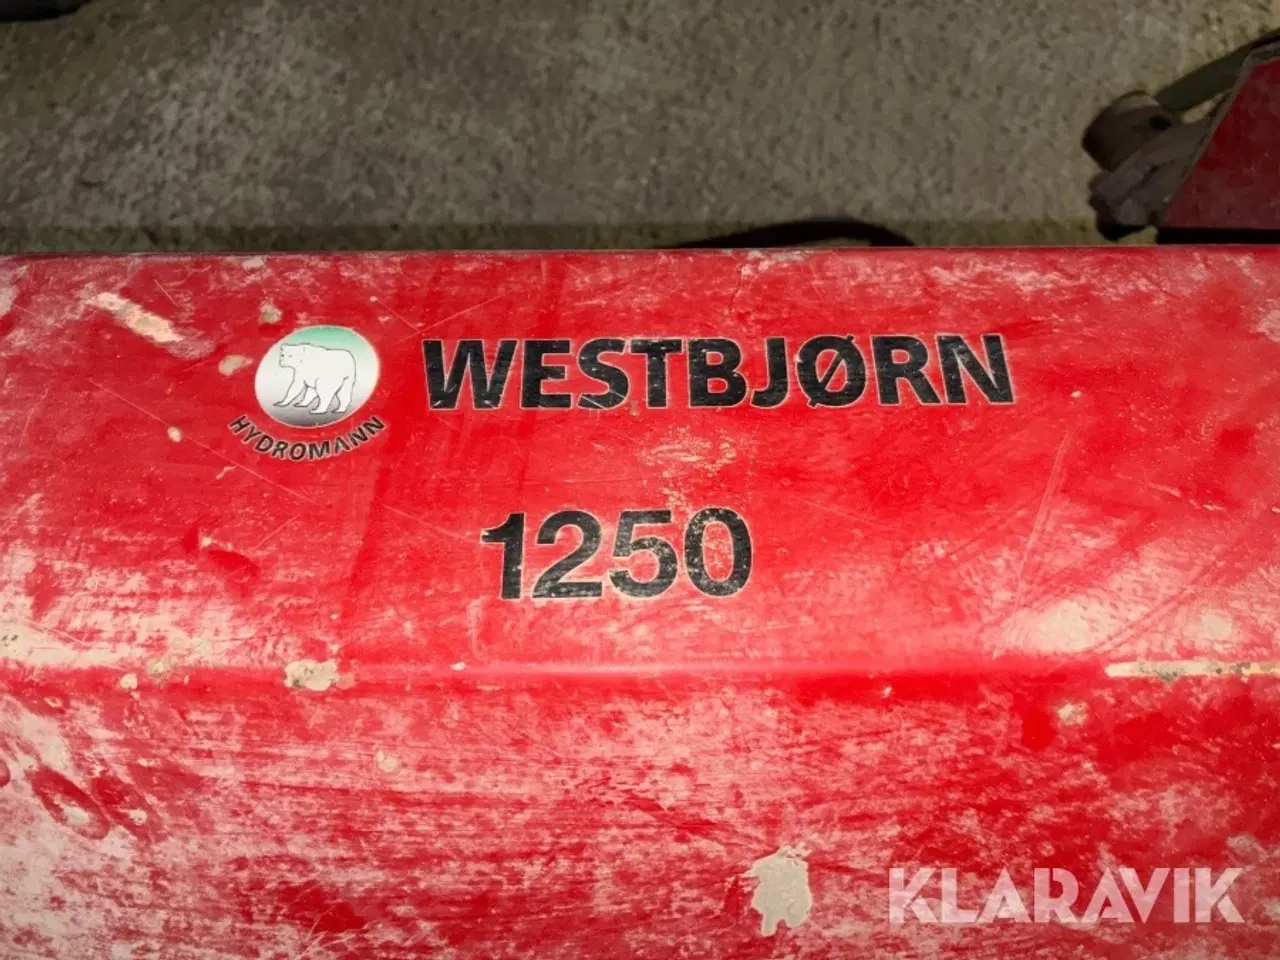 WESTBJØRN
HYDROMANN
1250
KLARAVIK